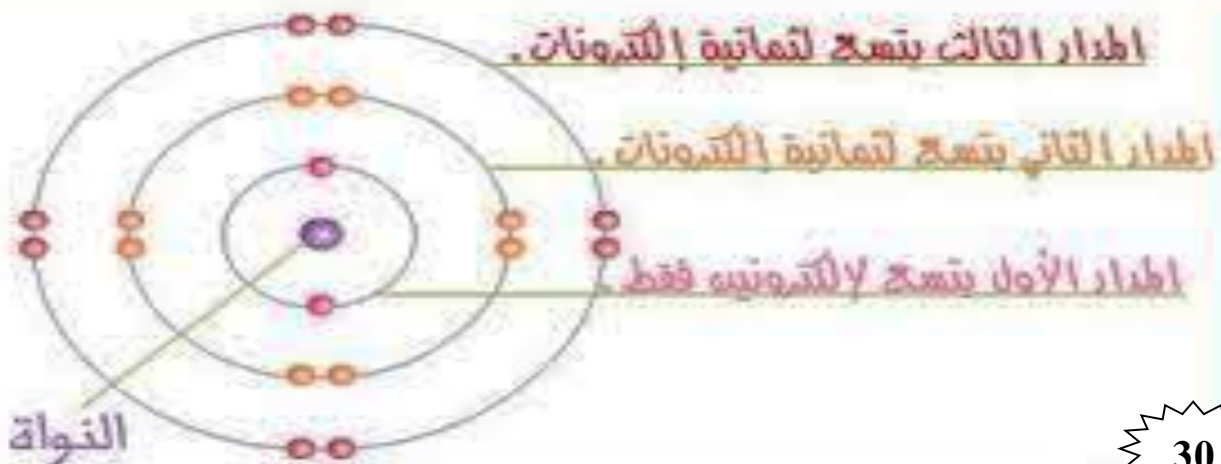 المدار الثالث يتسع لثمانية إلكترونات.
المدار الثاني يتسع لثمانية إلكترونات.
المدار الأول يتسع لإلكترونين فقط.
النواة
30